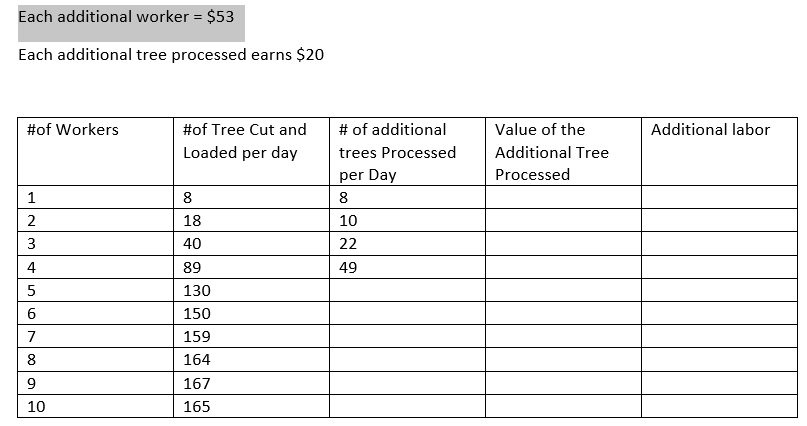 Each additional worker = $53
Each additional tree processed earns $20
#of Workers #of Tree Cut and Loaded per day # of additional trees Processed per Day Value of the Additional Tree Processed Additional labor
1 8 8
2 18 10
3 40 22
4 89 49
5 130
6 150
7 159
8 164
9 167
10 165